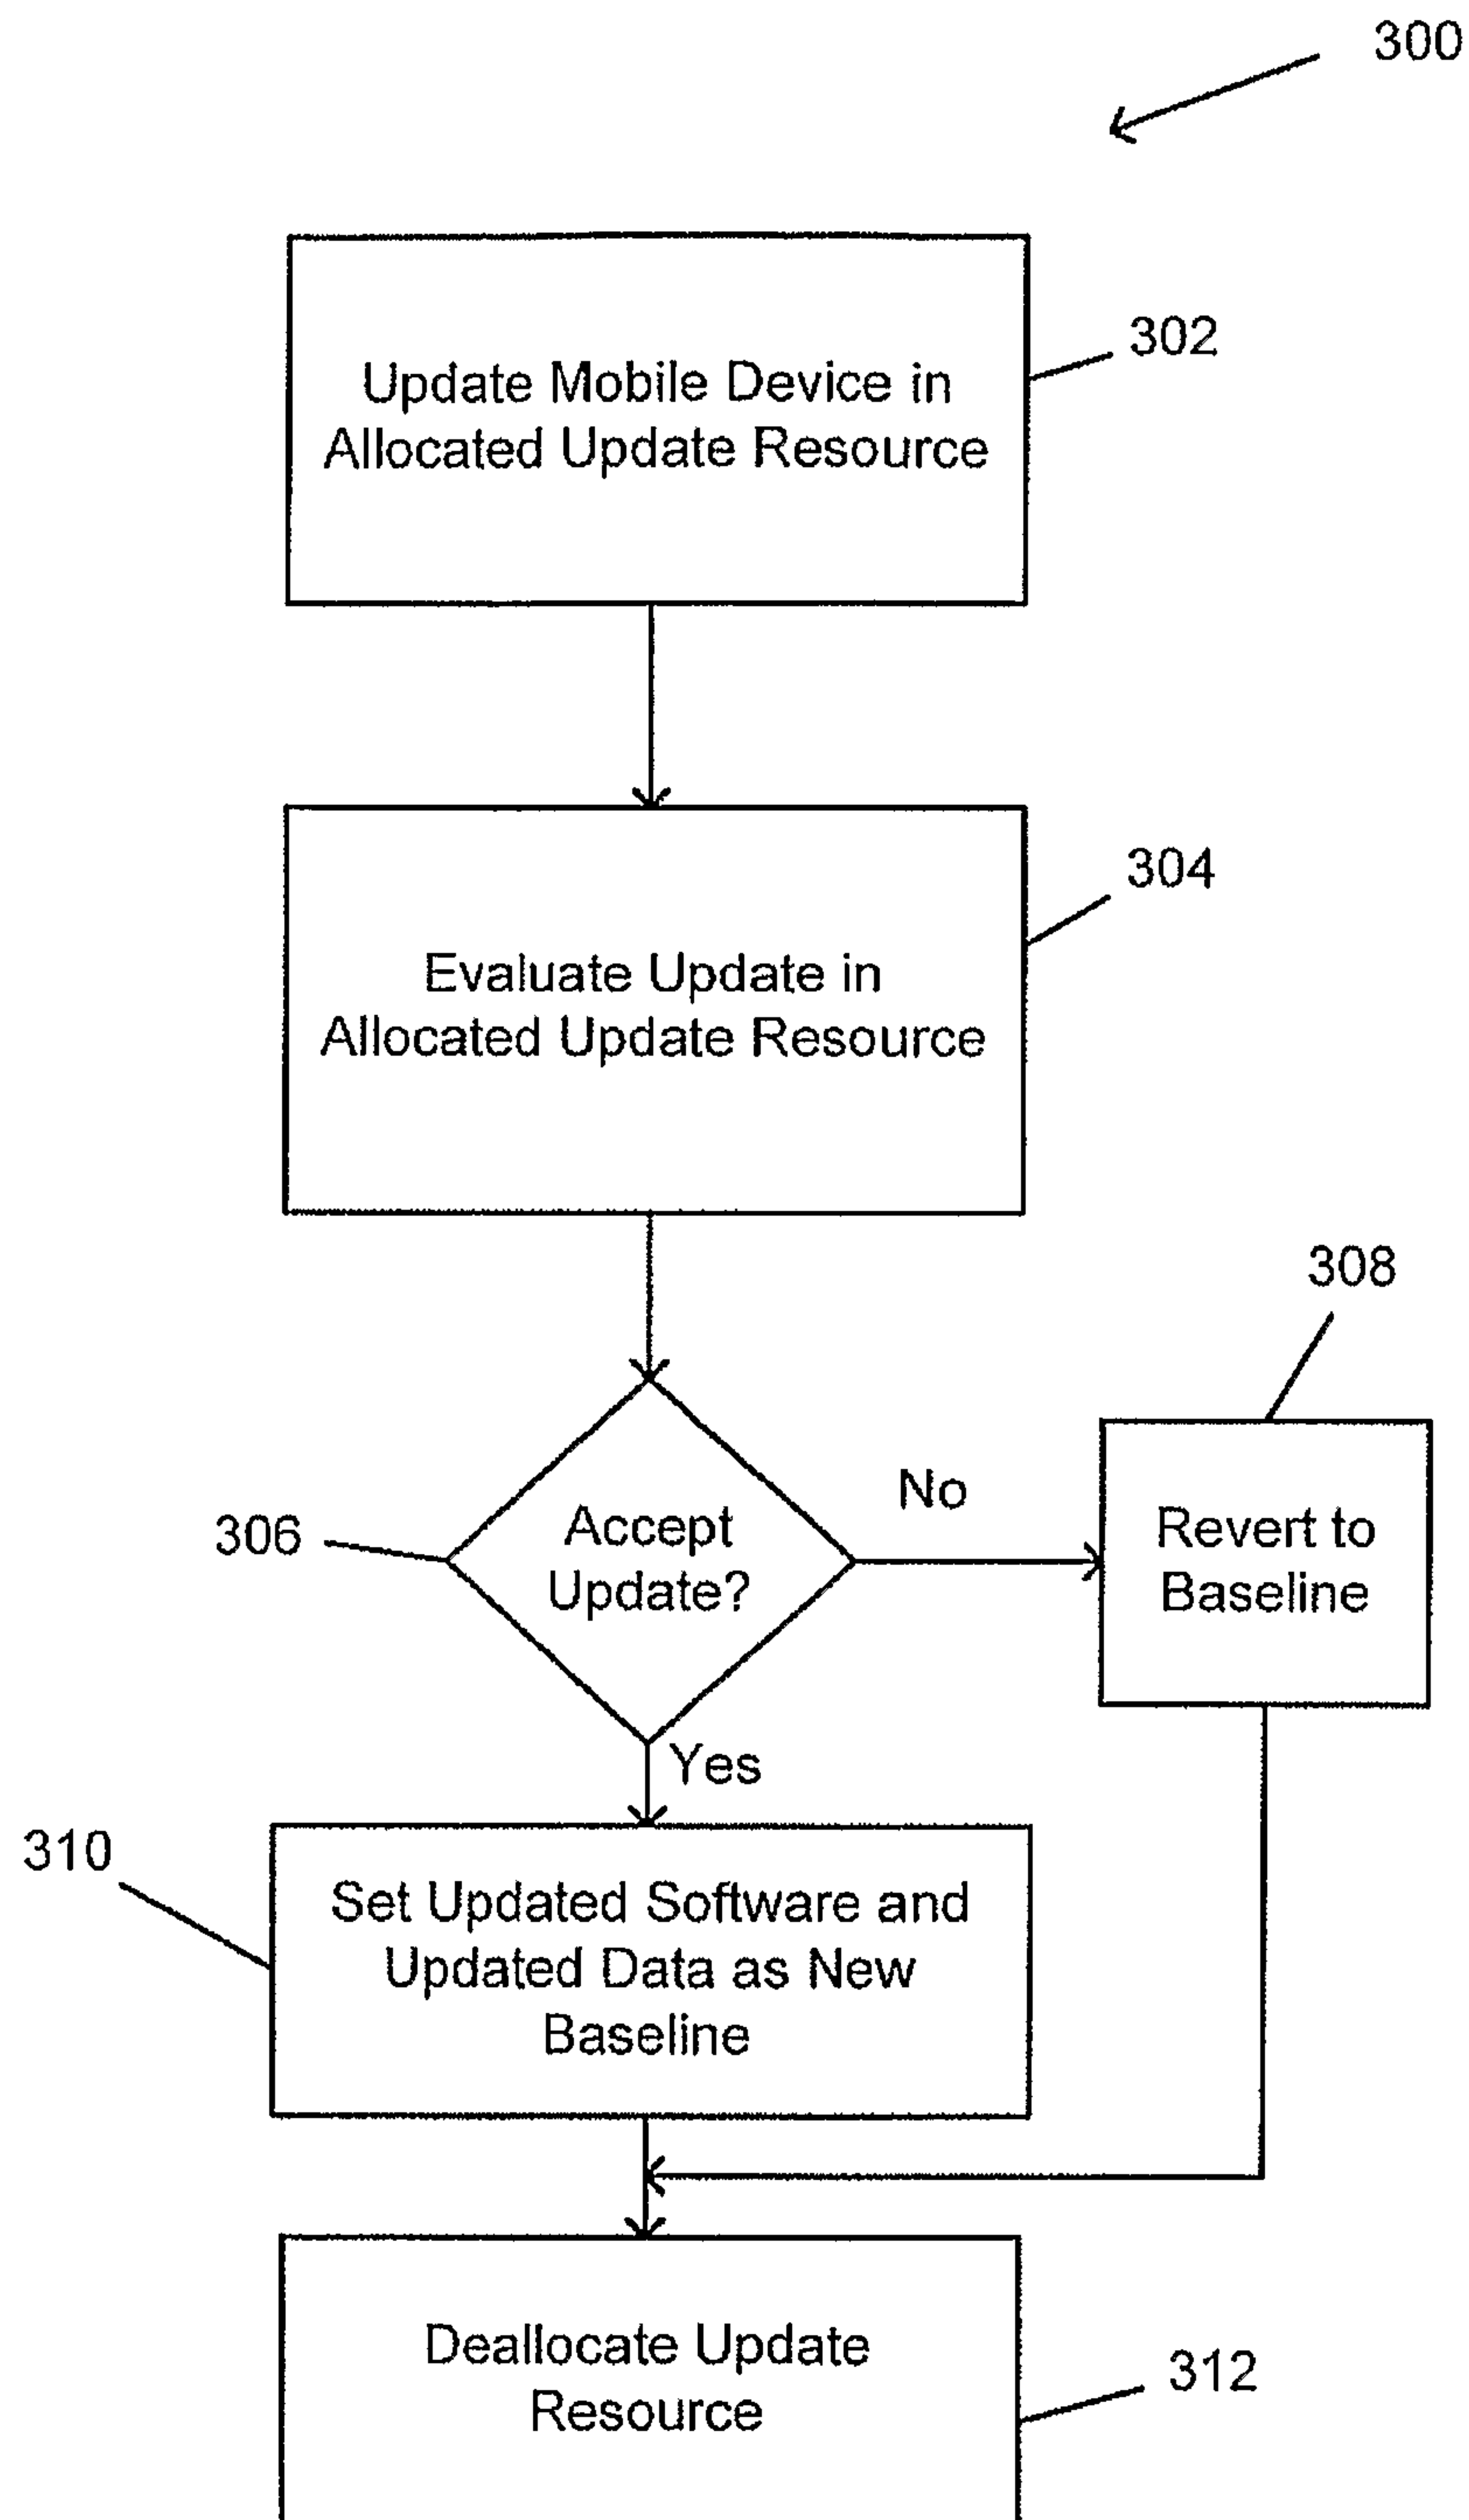 300
Update Mobile Device in
Allocated Update Resource
302
Evaluate Update in
Allocated Update Resource
304
308
306
Accept
Update?
No
Revert to
Baseline
Yes
310
Set Updated Software and
Updated Data as New
Baseline
Deallocate Update
Resource
312